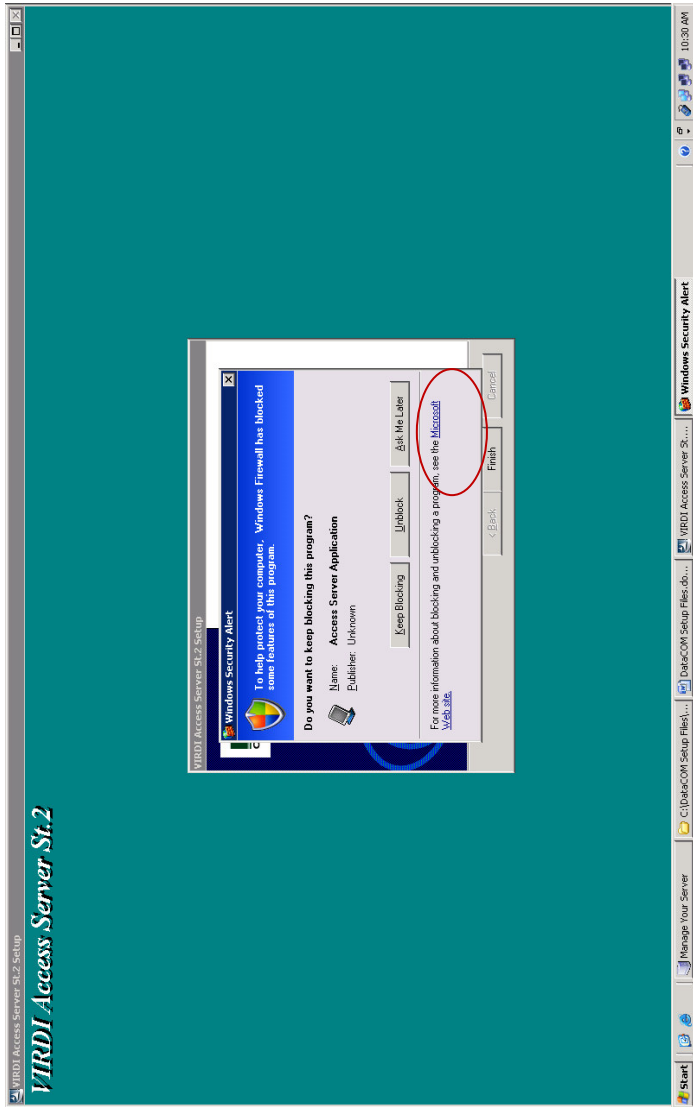 VIRDI Access Server St.2 Setup
VIRDI Access Server St.2
VIRDI Access Server St.2 Setup
Windows Security Alert
To help protect your computer, Windows Firewall has blocked
some features of this program.
Do you want to keep blocking this program?
Name: Access Server Application
Publisher: Unknown
Keep Blocking Unblock Ask Me Later
For more information about blocking and unblocking a program, see the Microsoft
Web site.
< Back Finish Cancel
Start Manage Your Server C:\DataCOM Setup Files\... DataCOM Setup Files.do... VIRDI Access Server St.... Windows Security Alert 10:30 AM